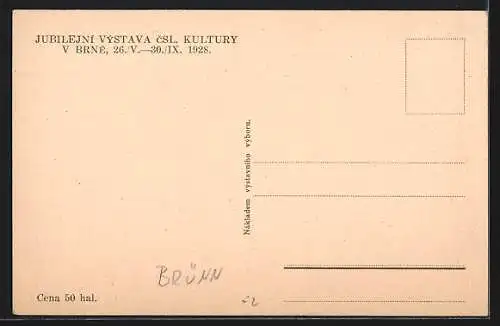 JUBILEJNÍ VÝSTAVA ČSL. KULTURY
V BRNĚ, 26./V.—30./IX. 1928.
Nákladem výstavního výboru.
BRÜNN
Cena 50 hal.